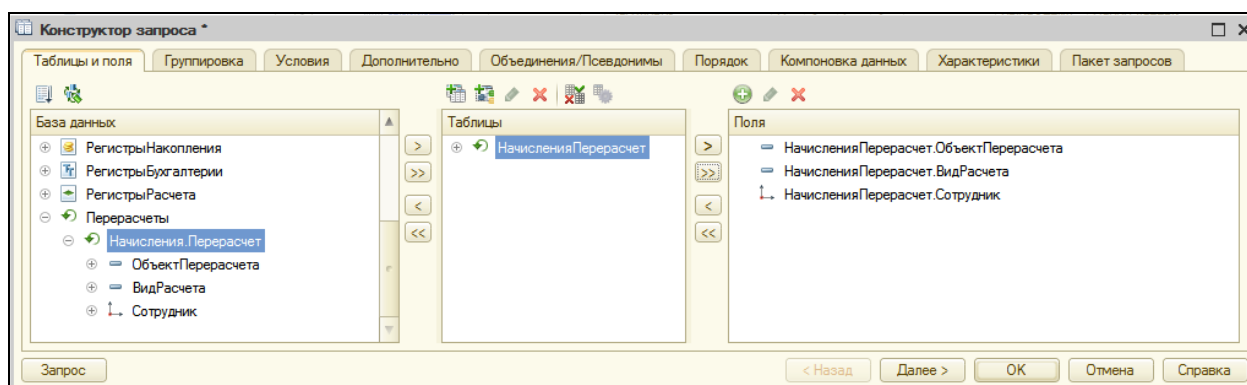 Конструктор запроса *
Таблицы и поля Группировка Условия Дополнительно Объединения/Псевдонимы Порядок Компоновка данных Характеристики Пакет запросов
База данных Таблицы Поля
РегистрыНакопления НачисленияПерерасчет > НачисленияПерерасчет.ОбъектПерерасчета
РегистрыБухгалтерии >> НачисленияПерерасчет.ВидРасчета
РегистрыРасчета НачисленияПерерасчет.Сотрудник
Перерасчеты
Начисления.Перерасчет
ОбъектПерерасчета
ВидРасчета
Сотрудник
Запрос < Назад Далее > OK Отмена Справка